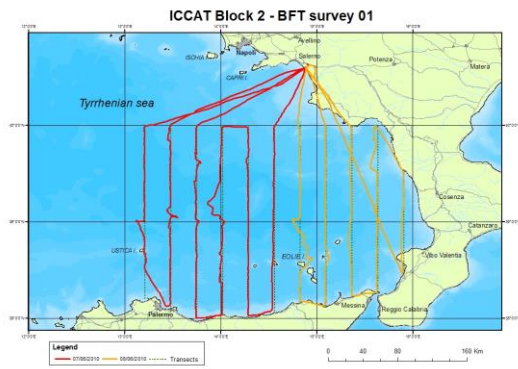 ICCAT Block 2 - BFT survey 01
Avellino
ISCHIA I.
Napoli
Salerno
CAPRI I.
Potenza
Matera
Tyrrhenian sea
Cosenza
Catanzaro
USTICA I.
EOLIE I.
Vibo Valentia
Palermo
Messina
Reggio Calabria
Legend
07/06/2010
08/06/2010
Transects
0 20 40 80 120 160 Km